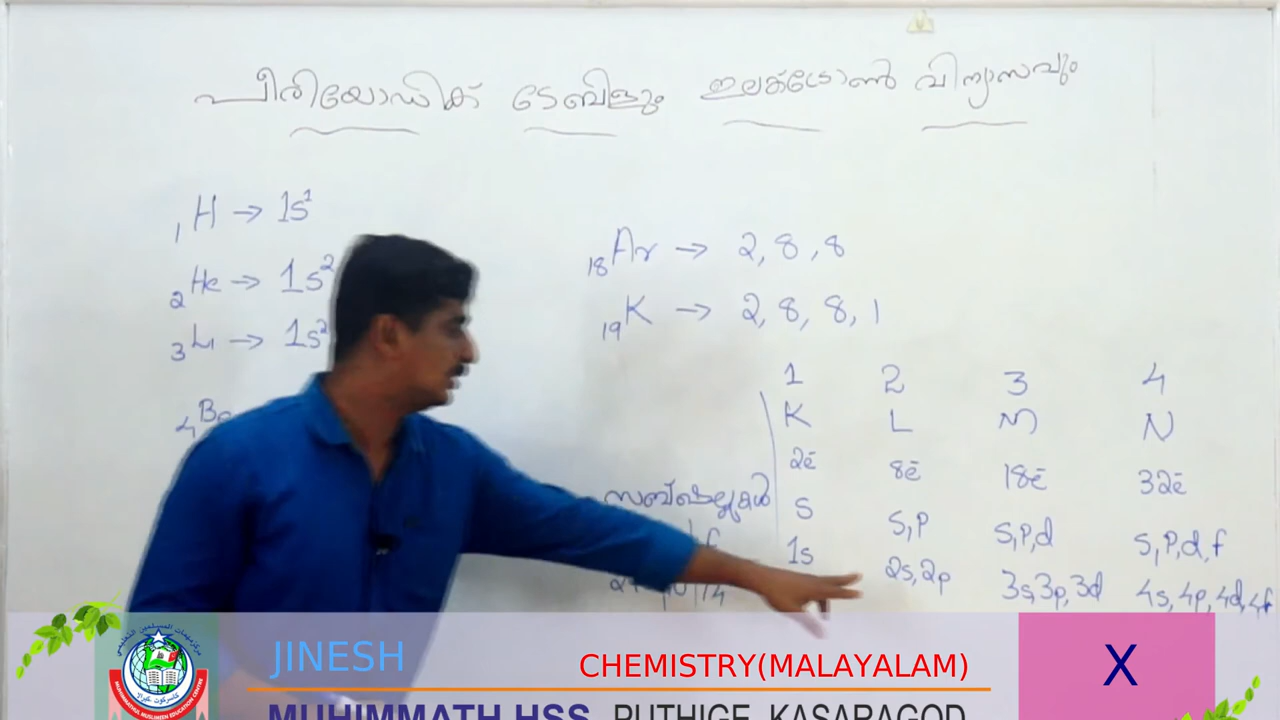 പീരിയോഡിക് ടേബിളും ഇലക്ട്രോൺ വിന്യാസവും
₁H → 1s¹
₂He → 1s²
₃Li → 1s²
₄Be
₁₈Ar → 2, 8, 8
₁₉K → 2, 8, 8, 1
1 2 3 4
K L M N
2ē 8ē 18ē 32ē
സബ്ഷെല്ലുകൾ s s,p s,p,d s,p,d,f
1s 2s,2p 3s,3p,3d 4s,4p,4d,4f
JINESH CHEMISTRY(MALAYALAM) X
MUHIMMATH HSS PUTHIGE KASARAGOD